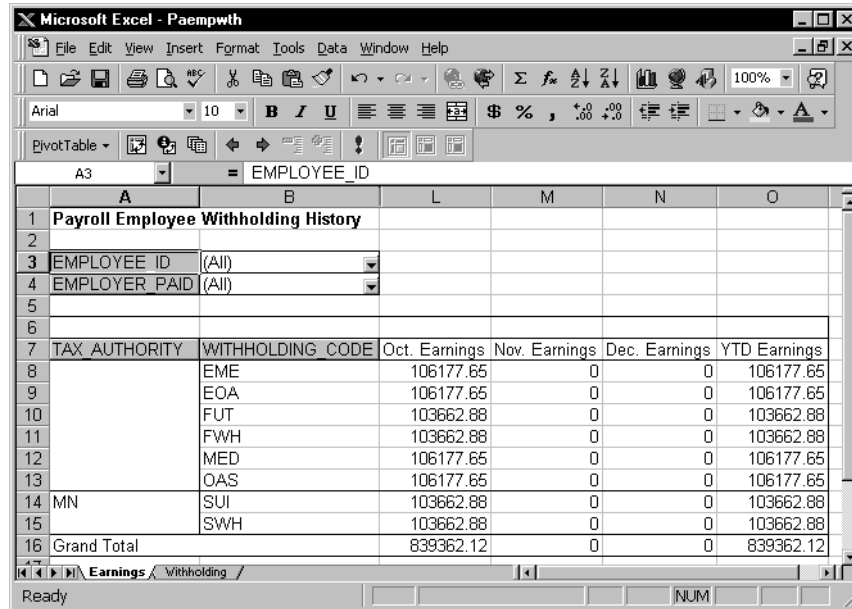 Microsoft Excel - Paempwth
File Edit View Insert Format Tools Data Window Help
100%
Arial 10 B I U $ % ,
PivotTable
A3 = EMPLOYEE_ID
A B L M N O
1 Payroll Employee Withholding History
2
3 EMPLOYEE_ID (All)
4 EMPLOYER_PAID (All)
5
6
7 TAX_AUTHORITY WITHHOLDING_CODE Oct. Earnings Nov. Earnings Dec. Earnings YTD Earnings
8 EME 106177.65 0 0 106177.65
9 EOA 106177.65 0 0 106177.65
10 FUT 103662.88 0 0 103662.88
11 FWH 103662.88 0 0 103662.88
12 MED 106177.65 0 0 106177.65
13 OAS 106177.65 0 0 106177.65
14 MN SUI 103662.88 0 0 103662.88
15 SWH 103662.88 0 0 103662.88
16 Grand Total 839362.12 0 0 839362.12
Earnings Withholding
Ready NUM